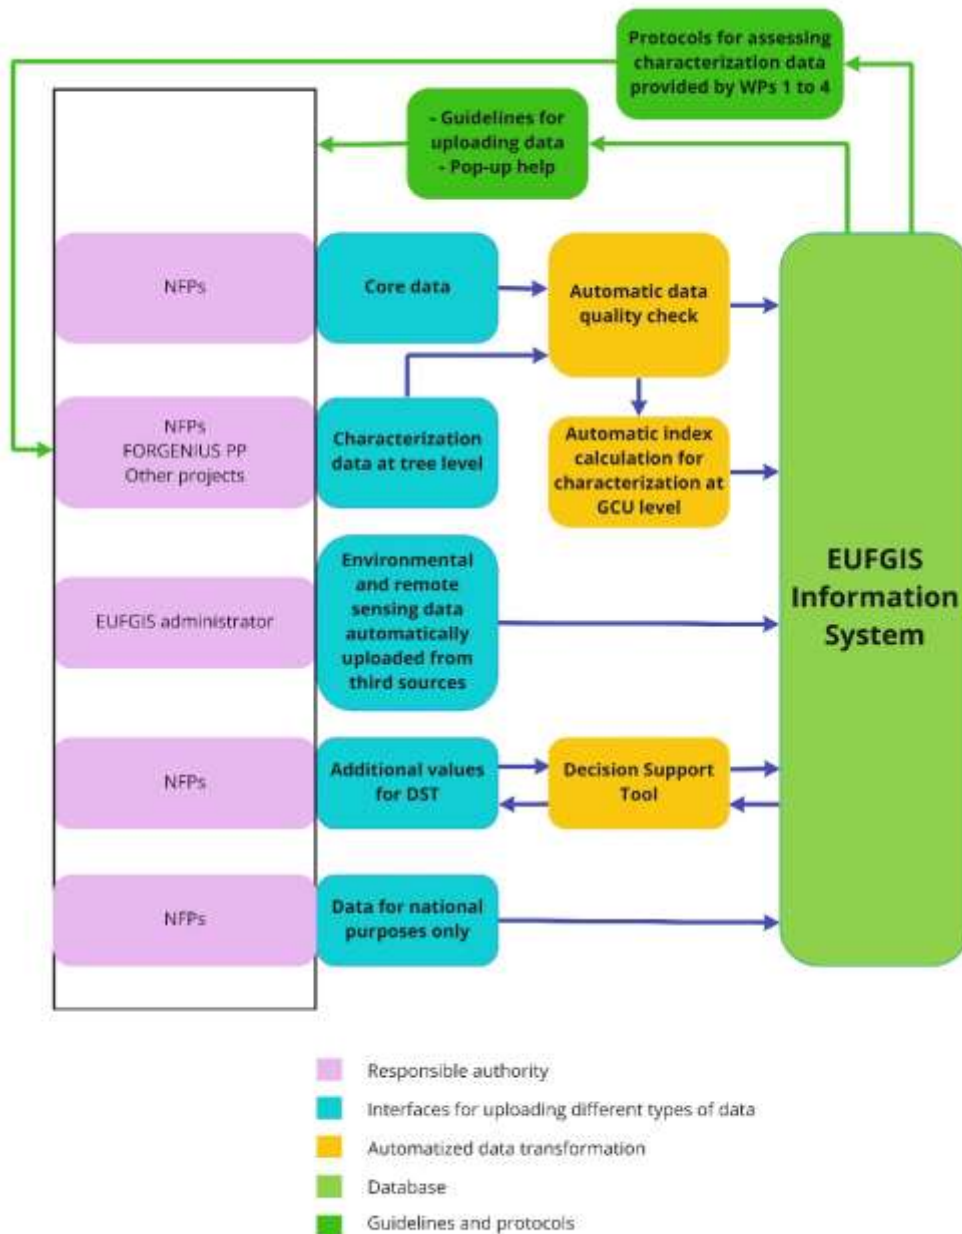 Protocols for assessing
characterization data
provided by WPs 1 to 4
- Guidelines for
uploading data
- Pop-up help
NFPs
Core data
Automatic data
quality check
NFPs
FORGENIUS PP
Other projects
Characterization
data at tree level
Automatic index
calculation for
characterization at
GCU level
EUFGIS administrator
Environmental
and remote
sensing data
automatically
uploaded from
third sources
EUFGIS
Information
System
NFPs
Additional values
for DST
Decision Support
Tool
NFPs
Data for national
purposes only
Responsible authority
Interfaces for uploading different types of data
Automatized data transformation
Database
Guidelines and protocols